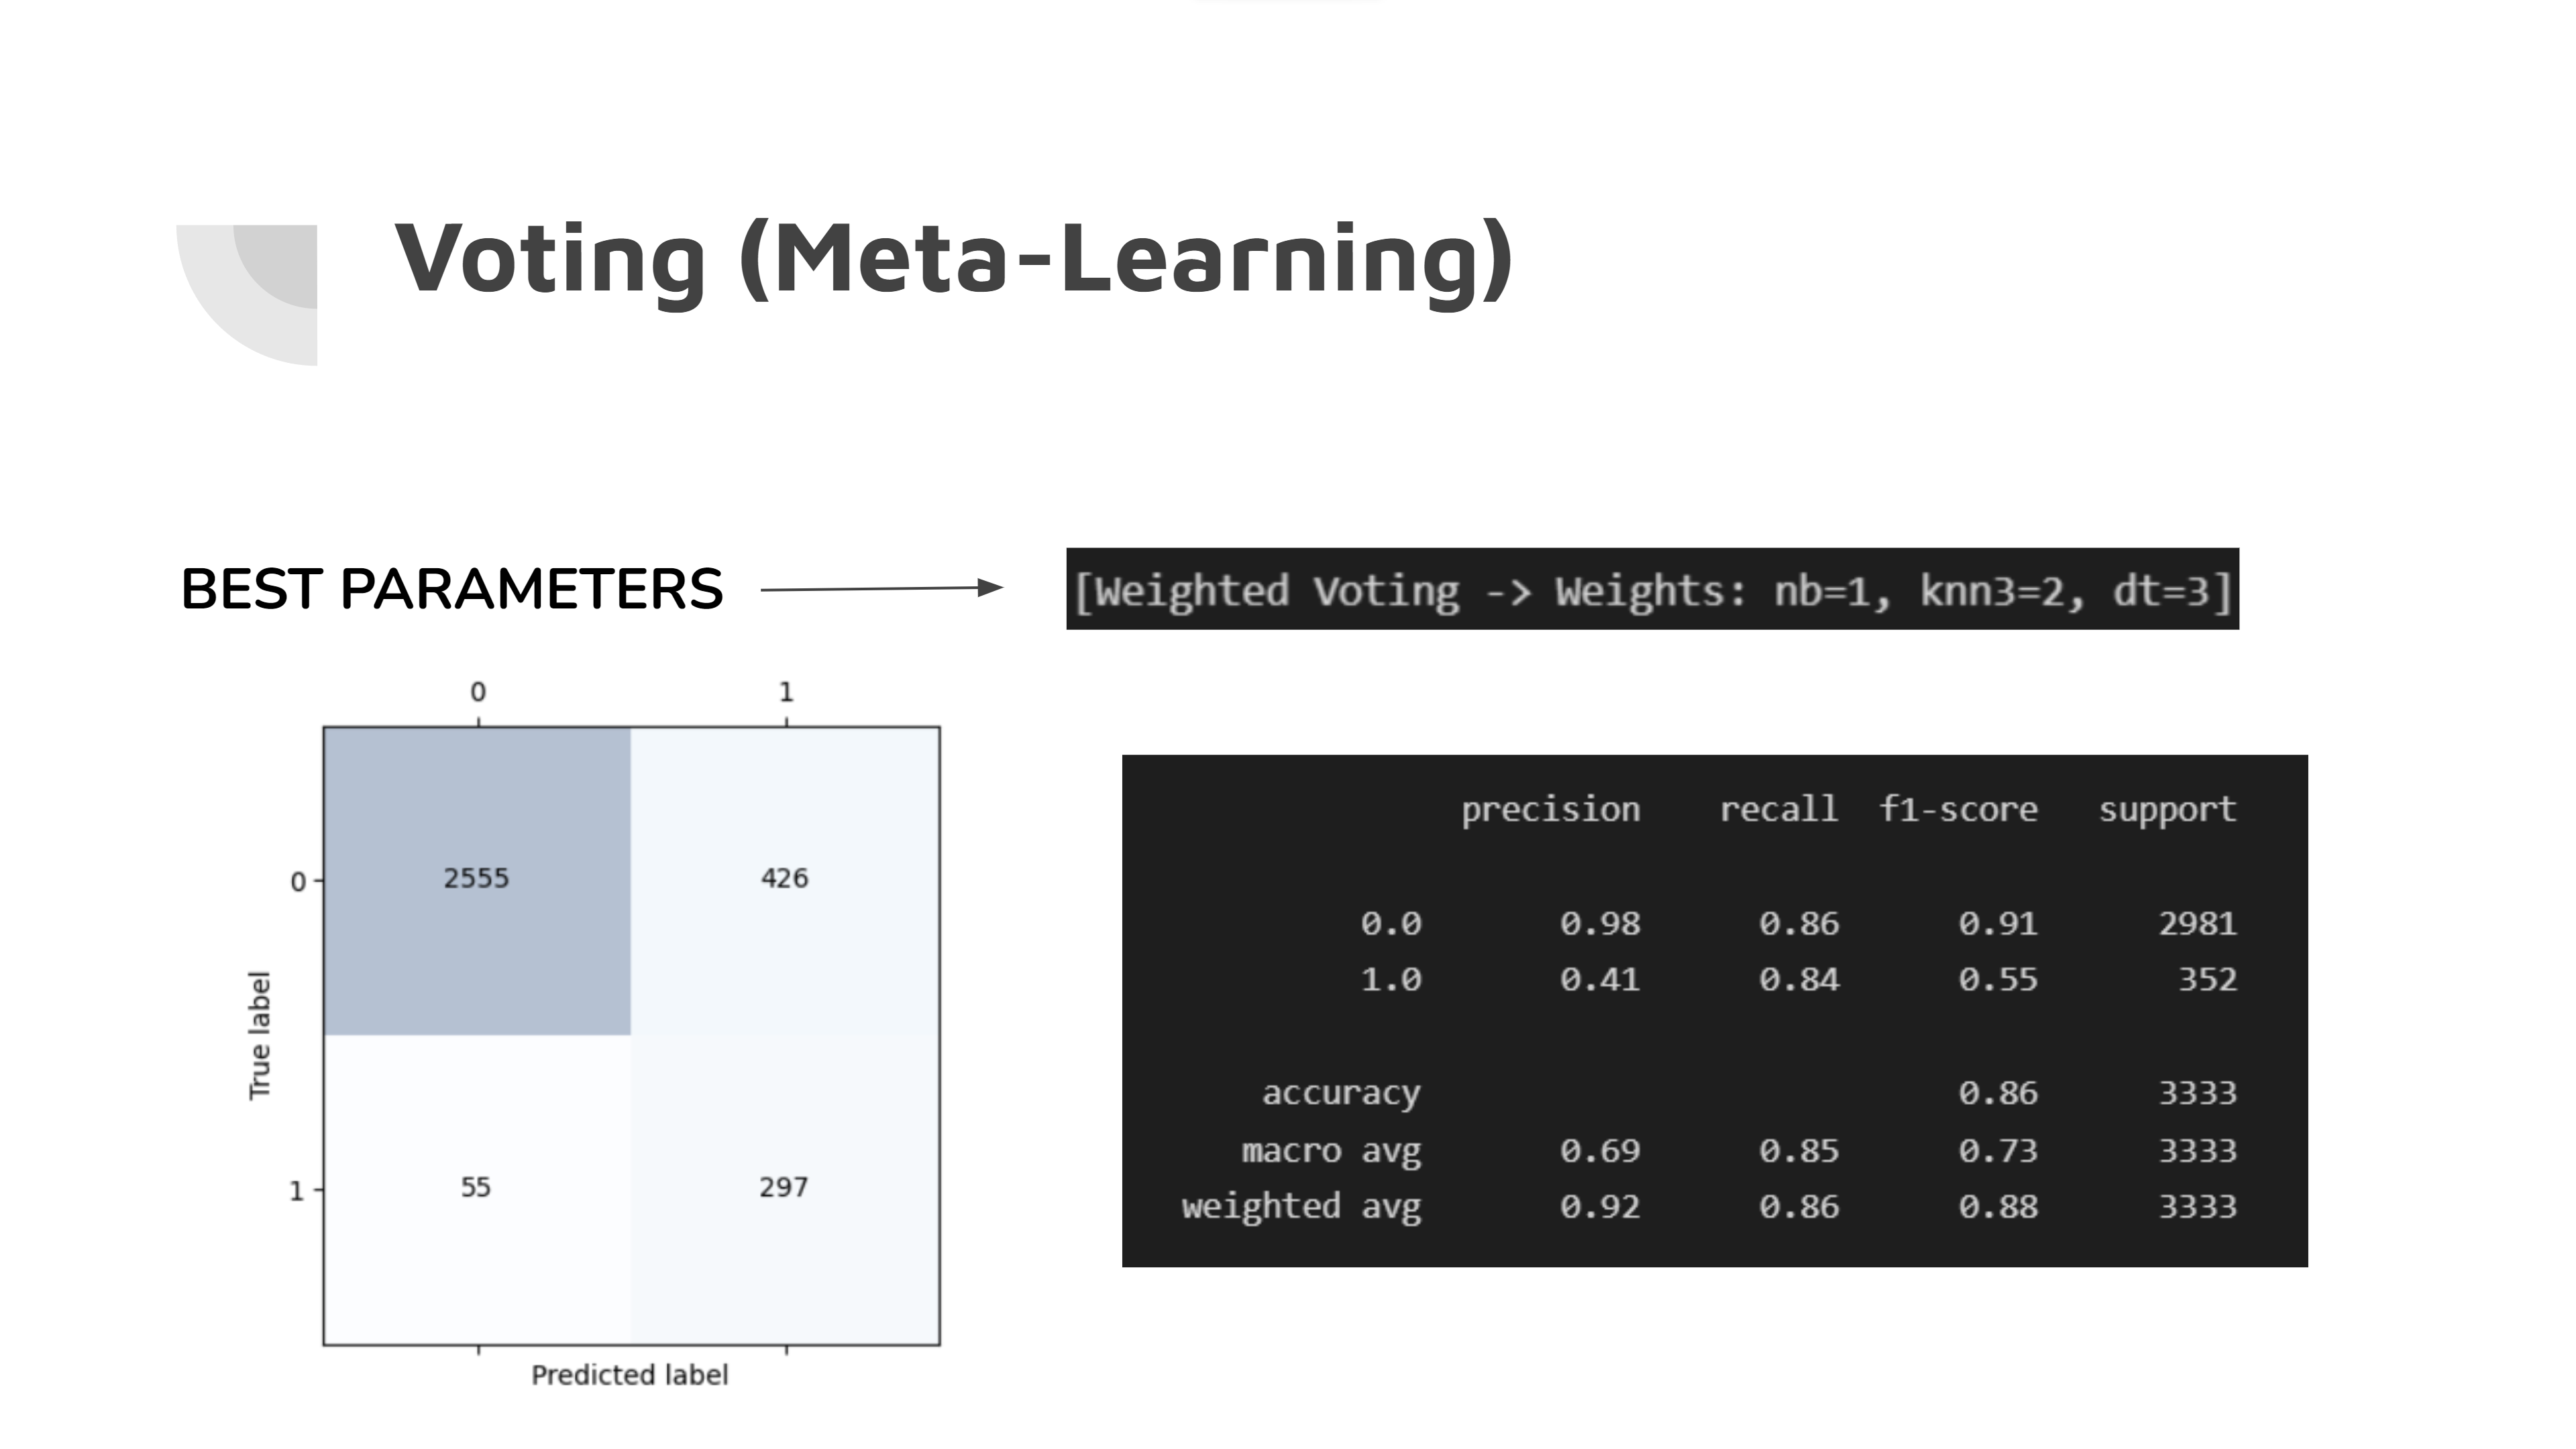 Voting (Meta-Learning)
BEST PARAMETERS
[Weighted Voting -> Weights: nb=1, knn3=2, dt=3]
0 1
0 2555 426
1 55 297
True label
Predicted label
precision recall f1-score support
0.0 0.98 0.86 0.91 2981
1.0 0.41 0.84 0.55 352
accuracy 0.86 3333
macro avg 0.69 0.85 0.73 3333
weighted avg 0.92 0.86 0.88 3333